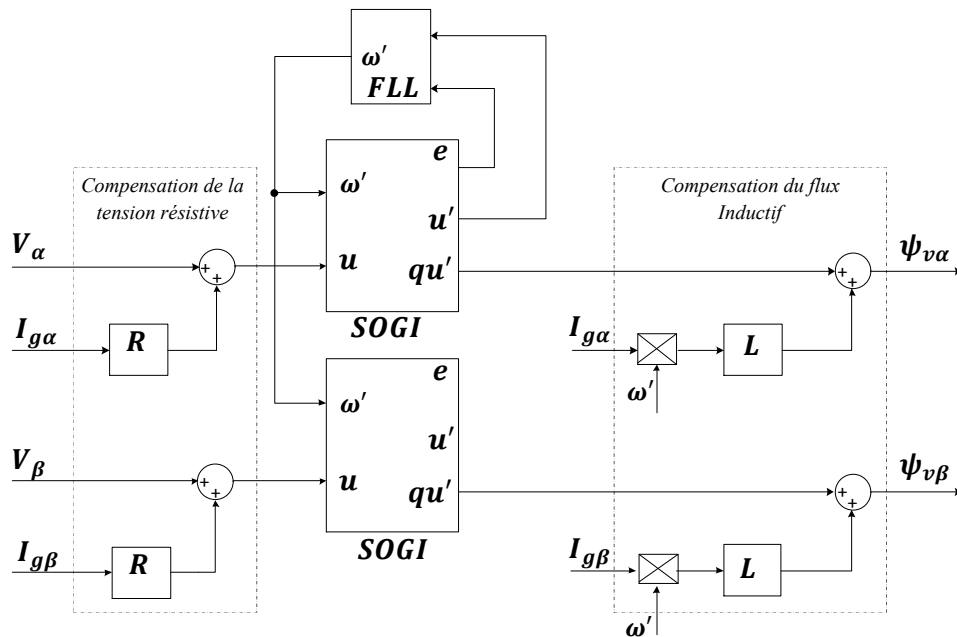 ω′
FLL
e
ω′
u′
u
qu′
SOGI
Compensation de la
tension résistive
V_α
+
+
I_gα
R
Compensation du flux
Inductif
ψ_vα
+
+
I_gα
L
ω′
e
ω′
u′
u
qu′
SOGI
V_β
+
+
I_gβ
R
ψ_vβ
+
+
I_gβ
L
ω′